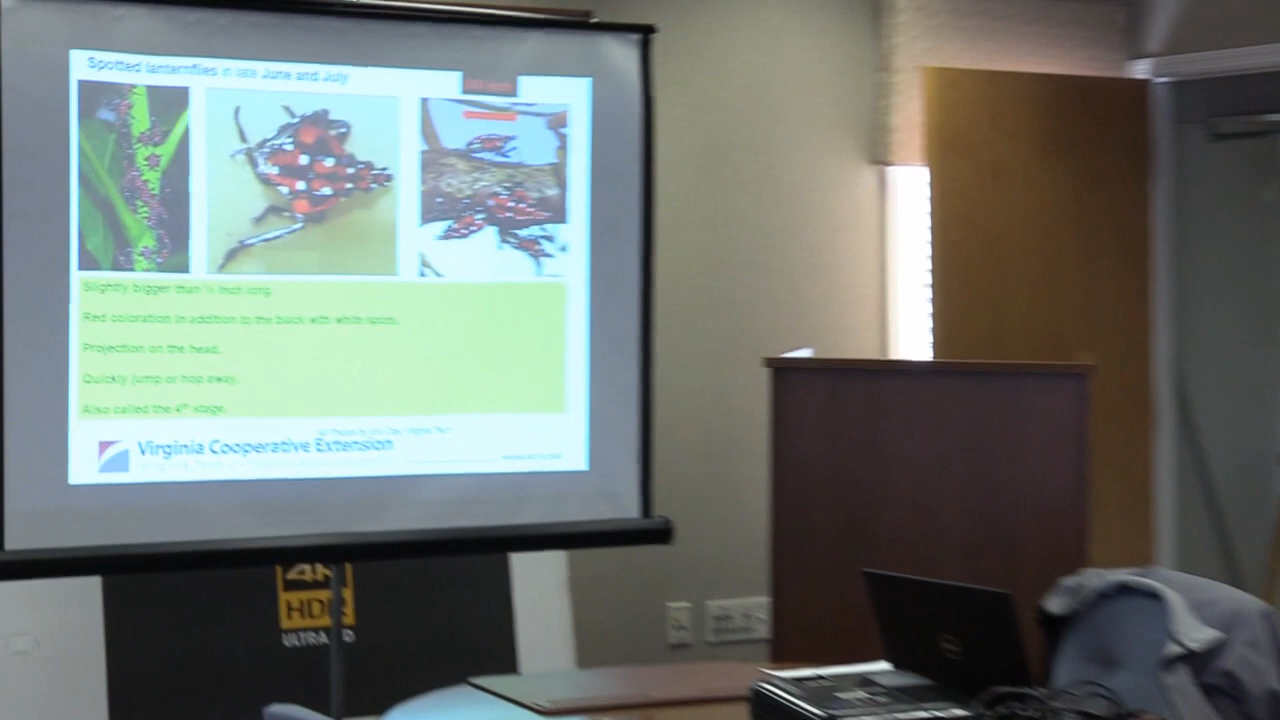 Spotted lanternflies in late June and July
Slightly bigger than ½ inch long.
Red coloration in addition to the black with white spots.
Projection on the head.
Quickly jump or hop away.
Also called the 4th stage.
Virginia Cooperative Extension
4K
HDR
ULTRA HD